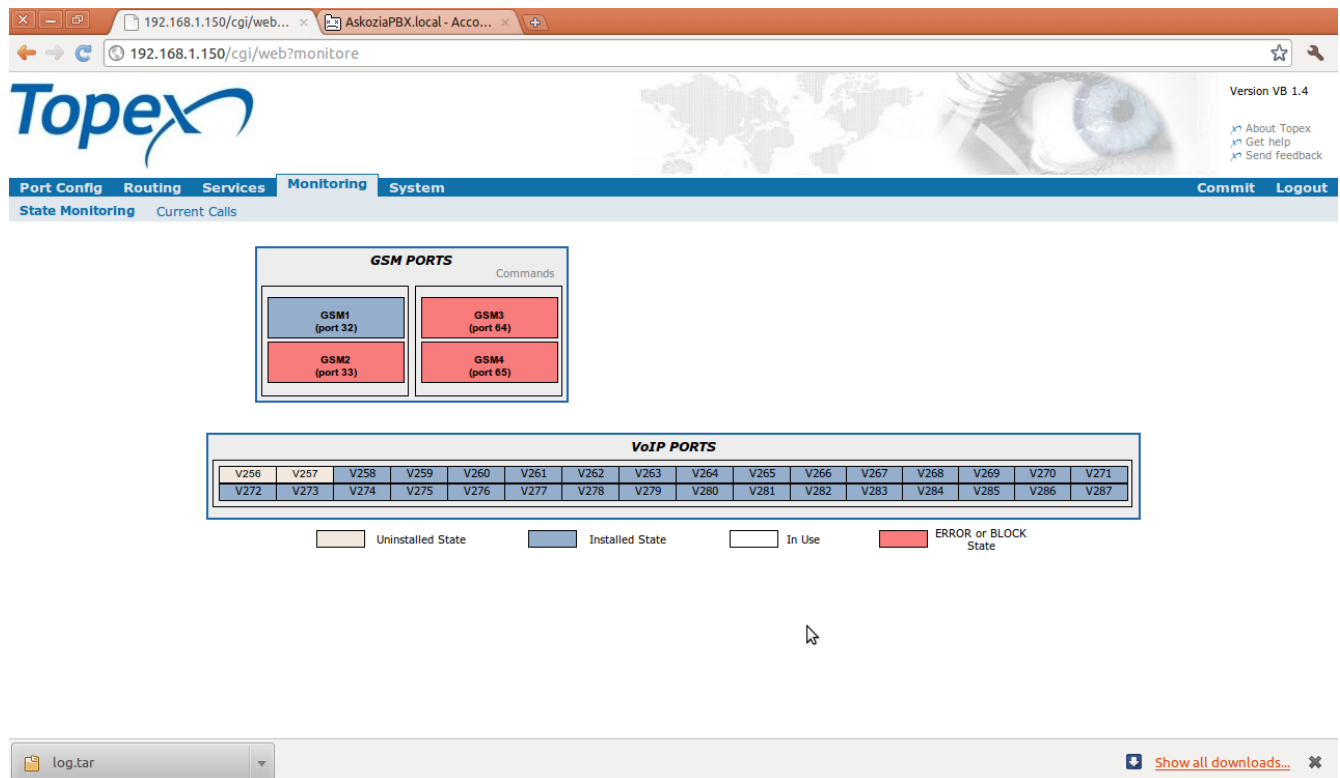 192.168.1.150/cgi/web... AskoziaPBX.local - Acco...
192.168.1.150/cgi/web?monitore
Topex
Version VB 1.4
About Topex
Get help
Send feedback
Port Config Routing Services Monitoring System Commit Logout
State Monitoring Current Calls
GSM PORTS
Commands
GSM1
(port 32)
GSM3
(port 64)
GSM2
(port 33)
GSM4
(port 65)
VoIP PORTS
V256 V257 V258 V259 V260 V261 V262 V263 V264 V265 V266 V267 V268 V269 V270 V271
V272 V273 V274 V275 V276 V277 V278 V279 V280 V281 V282 V283 V284 V285 V286 V287
Uninstalled State Installed State In Use ERROR or BLOCK
State
log.tar Show all downloads...